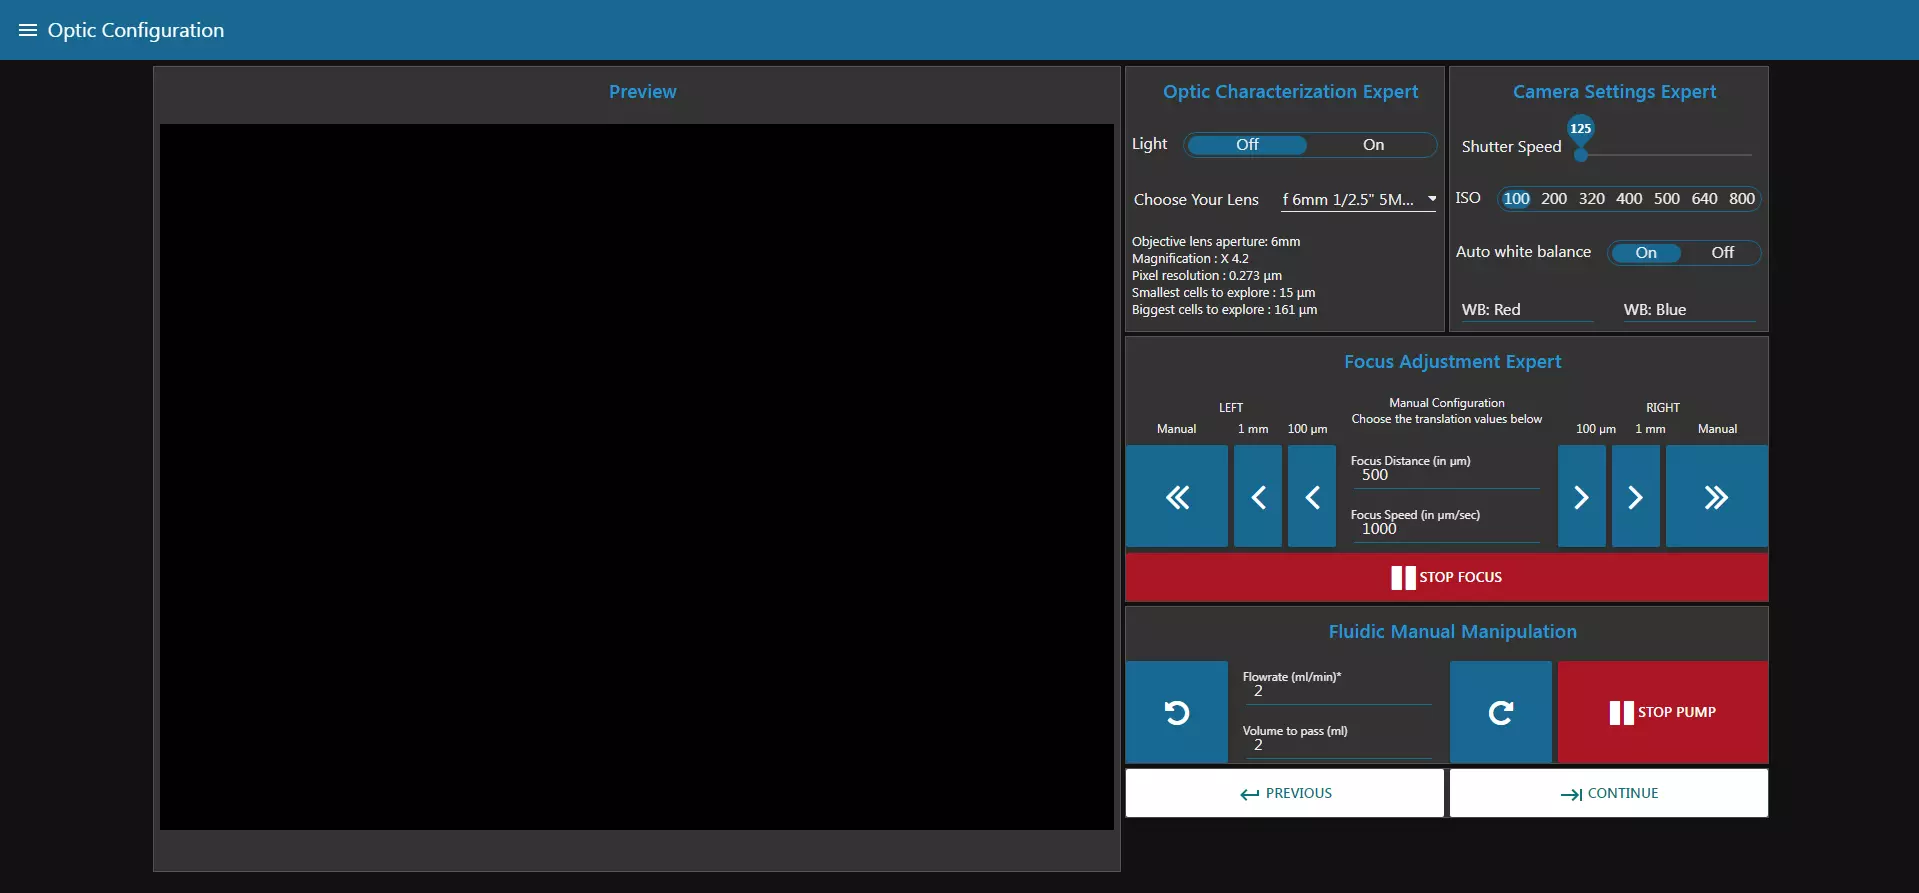 Optic Configuration
Preview
Optic Characterization Expert
Light Off On
Choose Your Lens f 6mm 1/2.5" 5M...
Objective lens aperture: 6mm
Magnification : X 4.2
Pixel resolution : 0.273 µm
Smallest cells to explore : 15 µm
Biggest cells to explore : 161 µm
Camera Settings Expert
125
Shutter Speed
ISO 100 200 320 400 500 640 800
Auto white balance On Off
WB: Red WB: Blue
Focus Adjustment Expert
LEFT
Manual 1 mm 100 µm
Manual Configuration
Choose the translation values below
RIGHT
100 µm 1 mm Manual
Focus Distance (in µm)
500
Focus Speed (in µm/sec)
1000
STOP FOCUS
Fluidic Manual Manipulation
Flowrate (ml/min)*
2
Volume to pass (ml)
2
STOP PUMP
PREVIOUS
CONTINUE